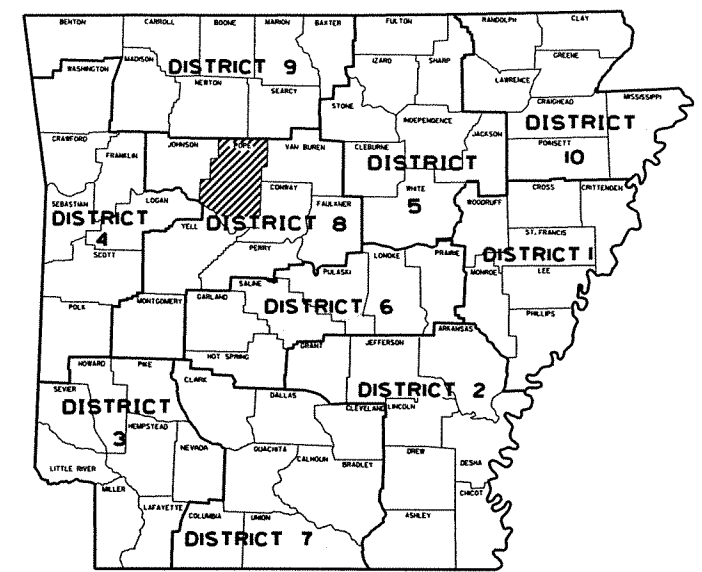 BENTON
CARROLL
BOONE
MARION
BAXTER
FULTON
RANDOLPH
CLAY
MADISON
WASHINGTON
DISTRICT 9
IZARD
SHARP
GREENE
LAWRENCE
NEWTON
SEARCY
STONE
CRAIGHEAD
MISSISSIPPI
INDEPENDENCE
DISTRICT
10
CRAWFORD
FRANKLIN
JOHNSON
POPE
VAN BUREN
CLEBURNE
JACKSON
POINSETT
DISTRICT
5
WHITE
CONWAY
CROSS
CRITTENDEN
WOODRUFF
SEBASTIAN
LOGAN
FAULKNER
DISTRICT
4
YELL
DISTRICT 8
ST. FRANCIS
SCOTT
PERRY
LONOKE
PRAIRIE
DISTRICT 1
MONROE
LEE
PULASKI
SALINE
POLK
MONTGOMERY
GARLAND
DISTRICT 6
PHILLIPS
ARKANSAS
HOT SPRING
GRANT
JEFFERSON
HOWARD
PIKE
CLARK
SEVIER
DALLAS
DISTRICT 2
CLEVELAND
LINCOLN
DISTRICT
3
HEMPSTEAD
NEVADA
OUACHITA
CALHOUN
BRADLEY
DREW
DESHA
LITTLE RIVER
MILLER
CHICOT
LAFAYETTE
COLUMBIA
UNION
ASHLEY
DISTRICT 7